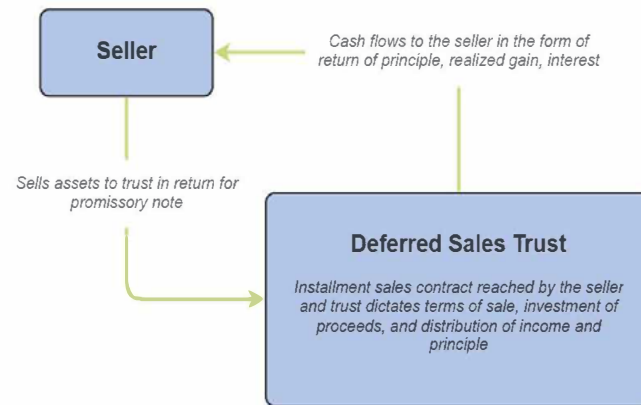 Seller
Cash flows to the seller in the form of
return of principle, realized gain, interest
Sells assets to trust in return for
promissory note
Deferred Sales Trust
Installment sales contract reached by the seller
and trust dictates terms of sale, investment of
proceeds, and distribution of income and
principle